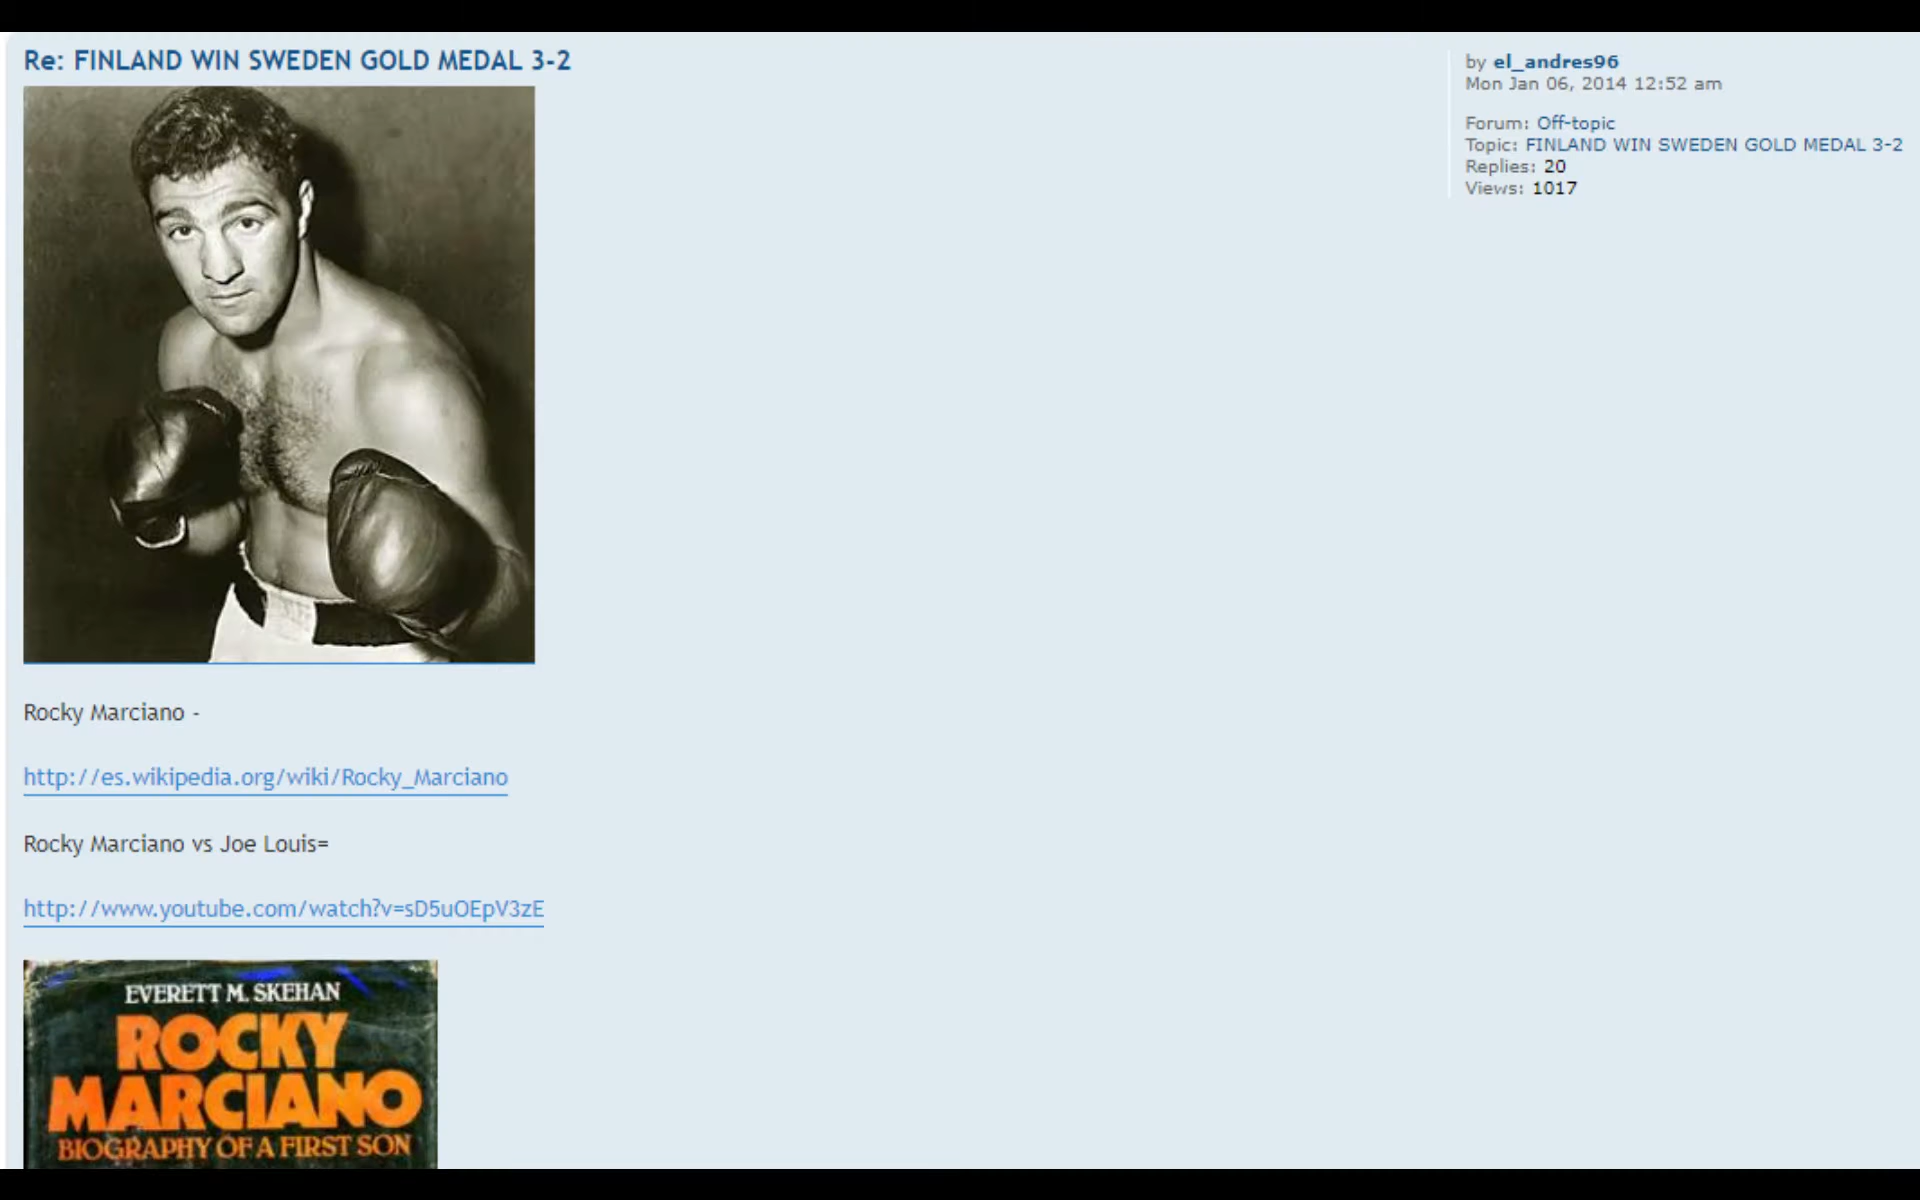 Re: FINLAND WIN SWEDEN GOLD MEDAL 3-2
by el_andres96
Mon Jan 06, 2014 12:52 am
Forum: Off-topic
Topic: FINLAND WIN SWEDEN GOLD MEDAL 3-2
Replies: 20
Views: 1017
Rocky Marciano -
http://es.wikipedia.org/wiki/Rocky_Marciano
Rocky Marciano vs Joe Louis=
http://www.youtube.com/watch?v=sD5uOEpV3zE
EVERETT M. SKEHAN
ROCKY
MARCIANO
BIOGRAPHY OF A FIRST SON